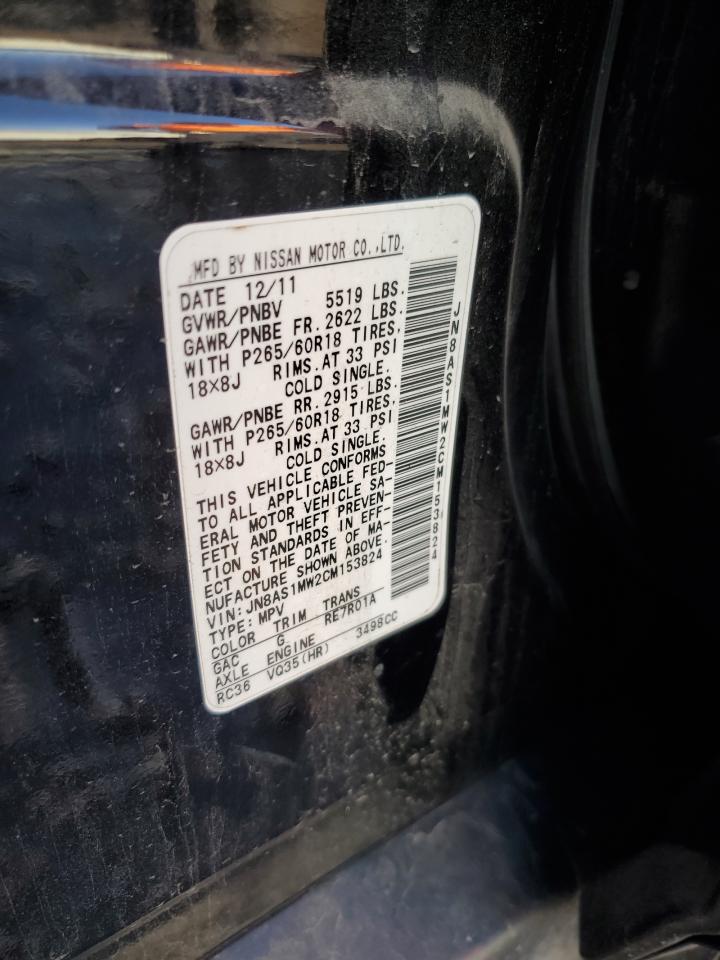 MFD BY NISSAN MOTOR CO.,LTD.
DATE 12/11
GVWR/PNBV 5519 LBS.
GAWR/PNBE FR. 2622 LBS.
WITH P265/60R18 TIRES,
18×8J RIMS.AT 33 PSI
COLD SINGLE.
GAWR/PNBE RR. 2915 LBS.
WITH P265/60R18 TIRES,
18×8J RIMS.AT 33 PSI
COLD SINGLE.
THIS VEHICLE CONFORMS
TO ALL APPLICABLE FED-
ERAL MOTOR VEHICLE SA-
FETY AND THEFT PREVEN-
TION STANDARDS IN EFF-
ECT ON THE DATE OF MA-
NUFACTURE SHOWN ABOVE.
VIN: JN8AS1MW2CM153824
TYPE: MPV
COLOR TRIM TRANS
GAC G RE7R01A
AXLE ENGINE
RC36 VQ35(HR) 3498CC
JN8AS1MW2CM153824